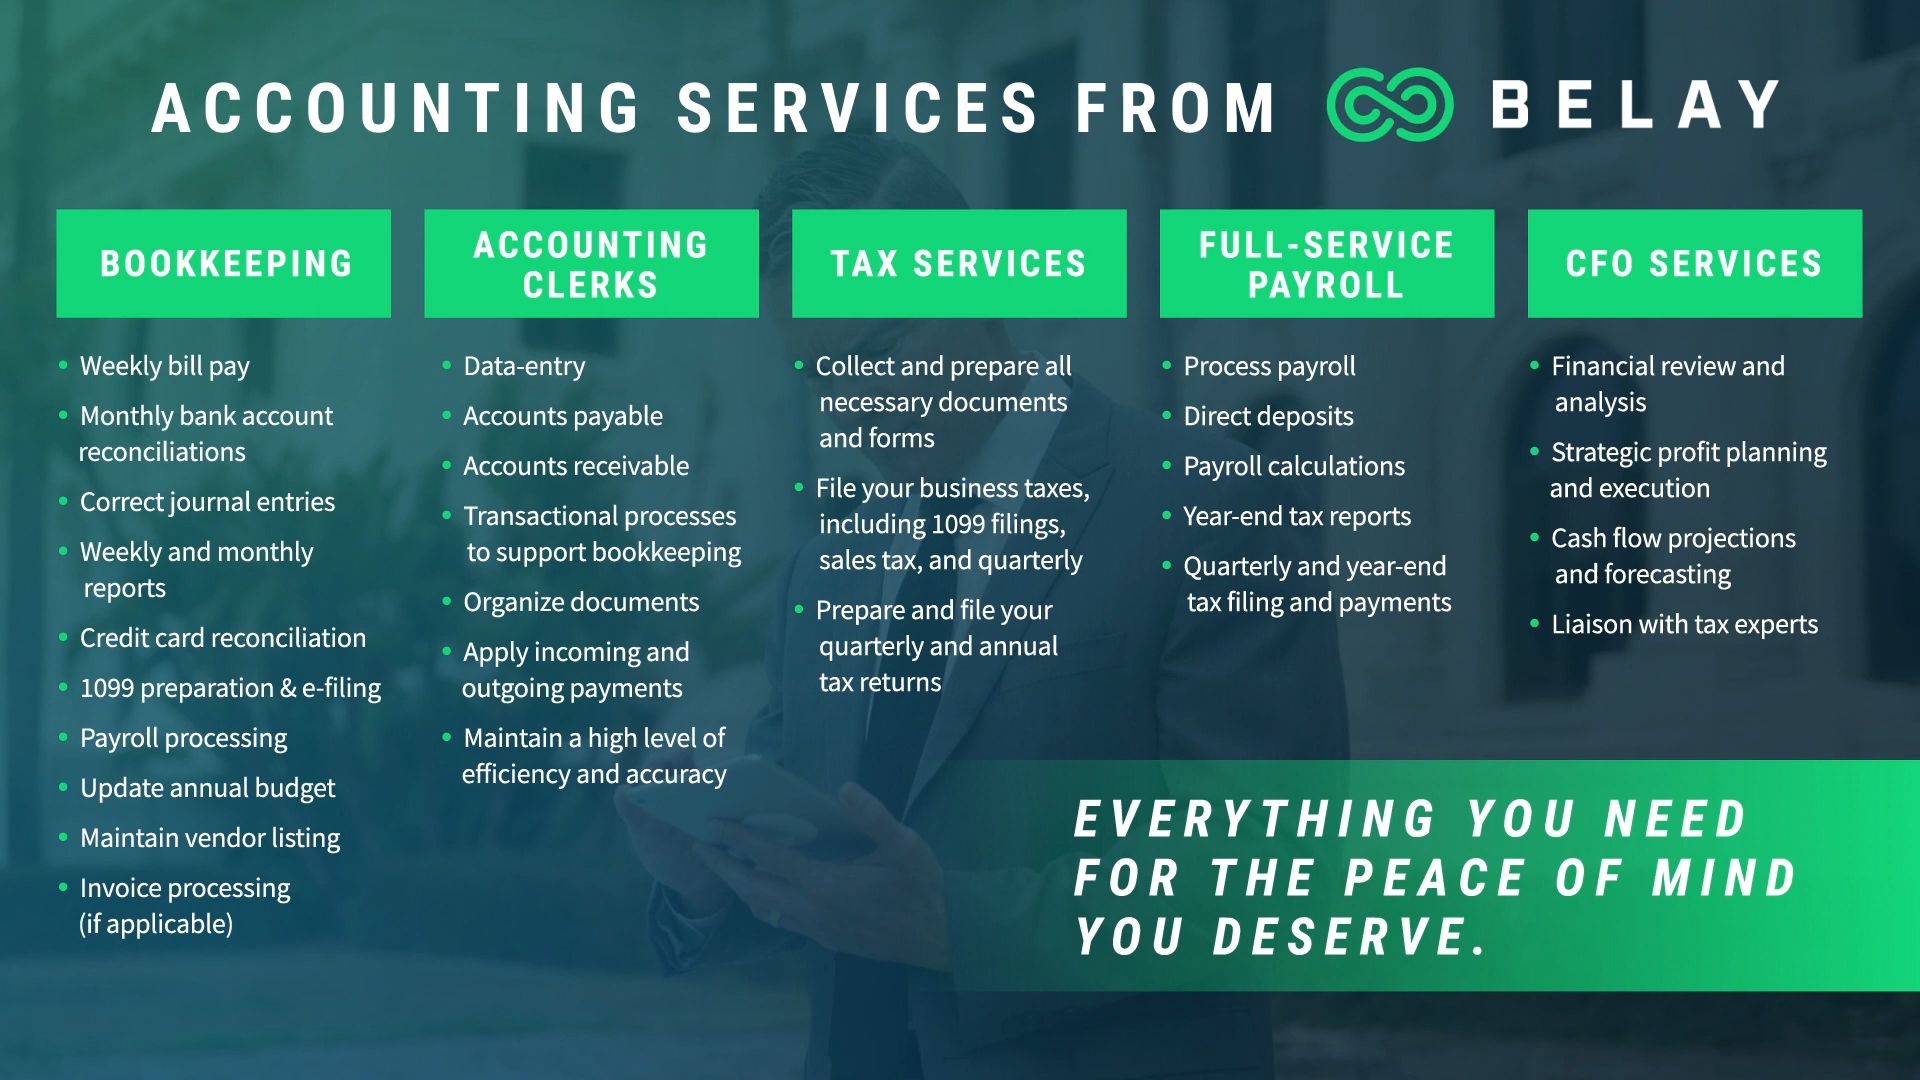 ACCOUNTING SERVICES FROM BELAY
BOOKKEEPING
Weekly bill pay
Monthly bank account
reconciliations
Correct journal entries
Weekly and monthly
reports
Credit card reconciliation
1099 preparation & e-filing
Payroll processing
Update annual budget
Maintain vendor listing
Invoice processing
(if applicable)
ACCOUNTING
CLERKS
Data-entry
Accounts payable
Accounts receivable
Transactional processes
to support bookkeeping
Organize documents
Apply incoming and
outgoing payments
Maintain a high level of
efficiency and accuracy
TAX SERVICES
Collect and prepare all
necessary documents
and forms
File your business taxes,
including 1099 filings,
sales tax, and quarterly
Prepare and file your
quarterly and annual
tax returns
FULL-SERVICE
PAYROLL
Process payroll
Direct deposits
Payroll calculations
Year-end tax reports
Quarterly and year-end
tax filing and payments
CFO SERVICES
Financial review and
analysis
Strategic profit planning
and execution
Cash flow projections
and forecasting
Liaison with tax experts
EVERYTHING YOU NEED
FOR THE PEACE OF MIND
YOU DESERVE.